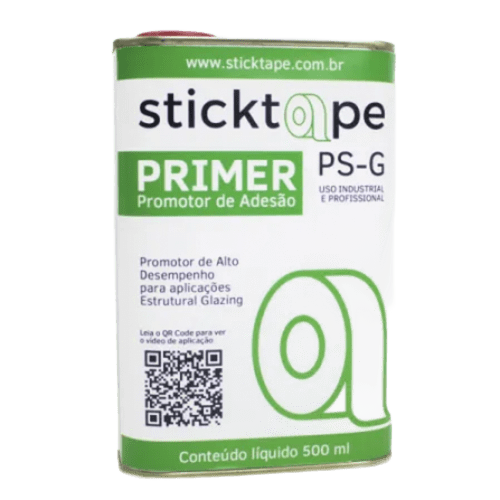 www.sticktape.com.br
sticktape
PRIMER
Promotor de Adesão
PS-G
USO INDUSTRIAL
E PROFISSIONAL
Promotor de Alto
Desempenho
para aplicações
Estrutural Glazing
Leia o QR Code para ver
o vídeo de aplicação
Conteúdo líquido 500 ml